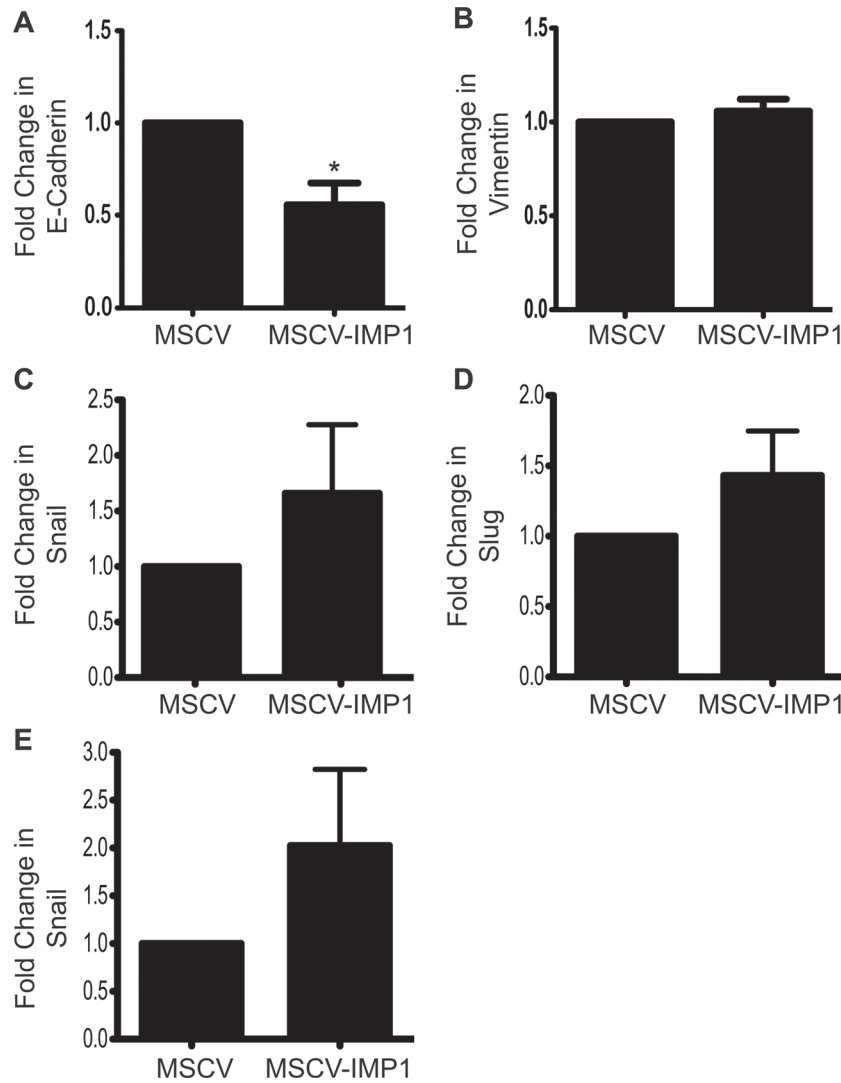 A
Fold Change in
E-Cadherin
1.5
1.0
0.5
0.0
*
MSCV MSCV-IMP1
B
Fold Change in
Vimentin
1.5
1.0
0.5
0.0
MSCV MSCV-IMP1
C
Fold Change in
Snail
2.5
2.0
1.5
1.0
0.5
0.0
MSCV MSCV-IMP1
D
Fold Change in
Slug
2.0
1.5
1.0
0.5
0.0
MSCV MSCV-IMP1
E
Fold Change in
Snail
3.0
2.5
2.0
1.5
1.0
0.5
0.0
MSCV MSCV-IMP1